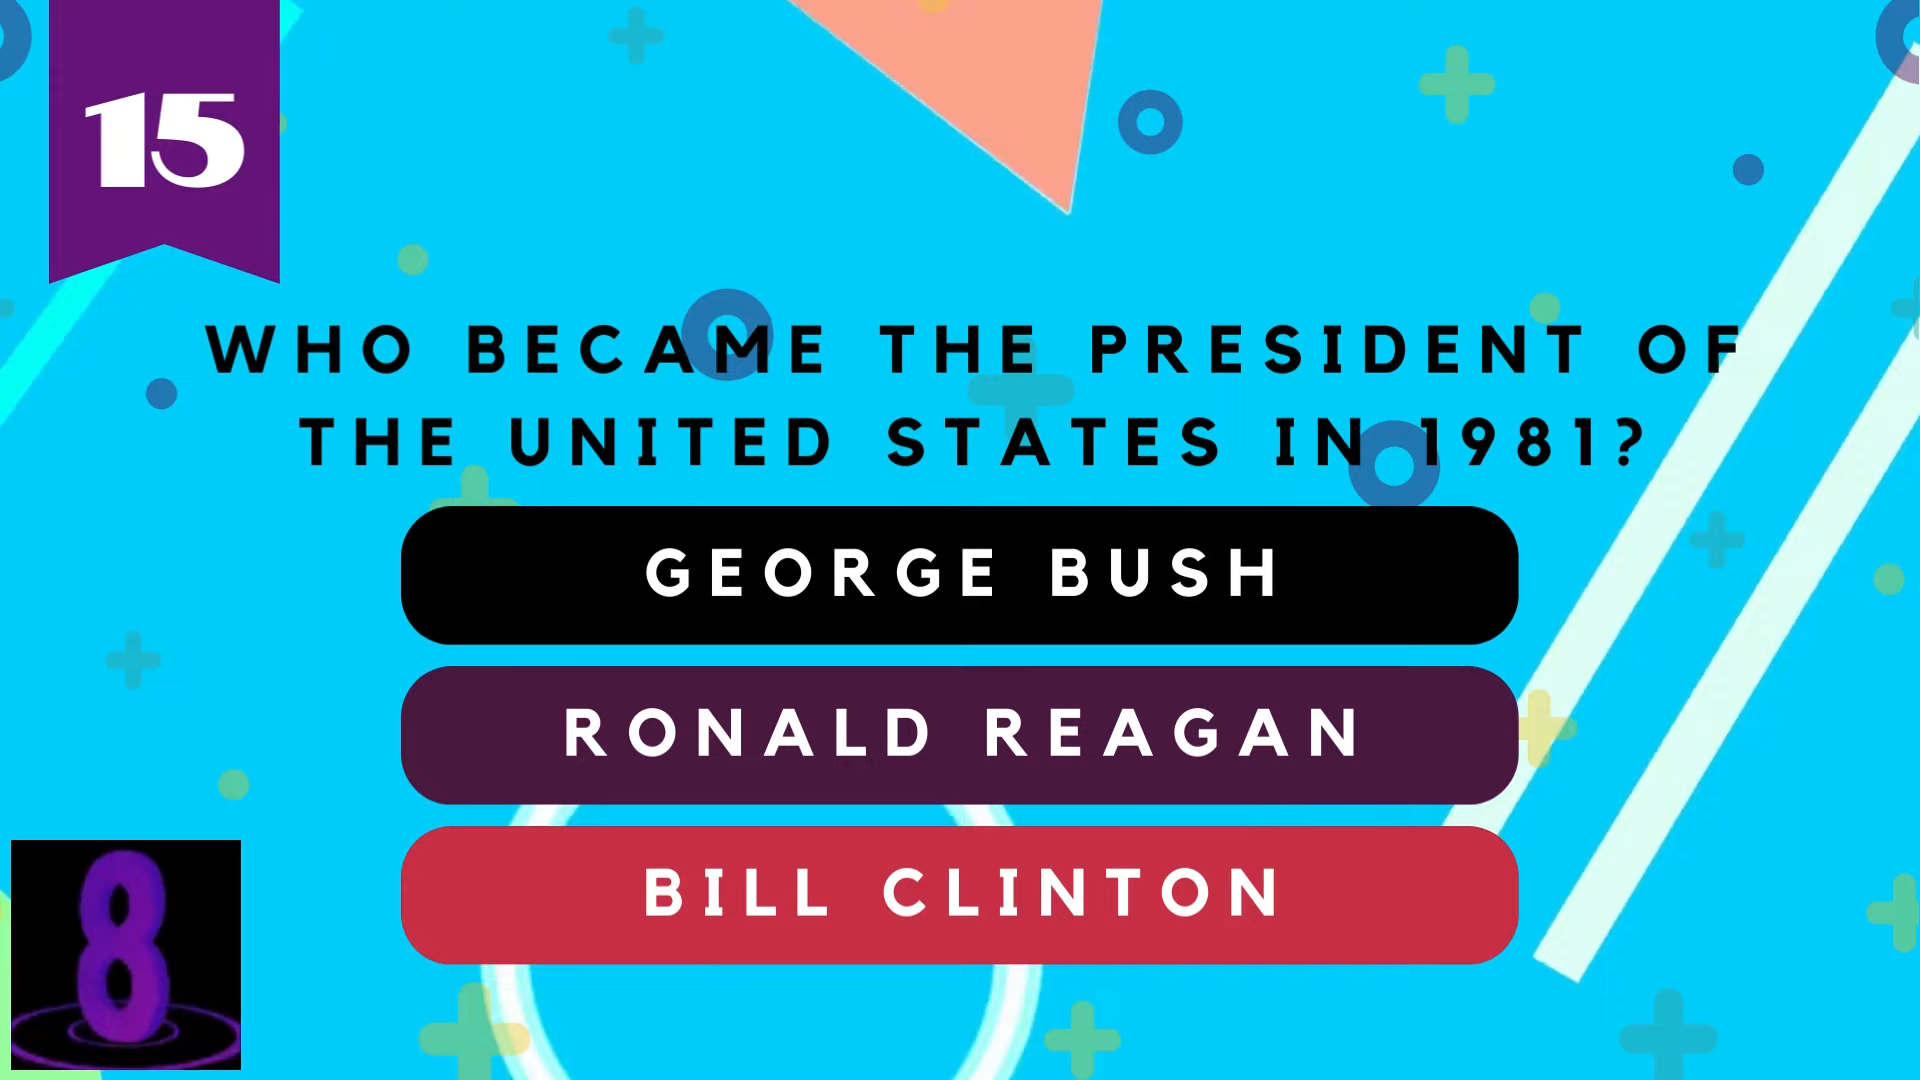 15
WHO BECAME THE PRESIDENT OF
THE UNITED STATES IN 1981?
GEORGE BUSH
RONALD REAGAN
BILL CLINTON
8